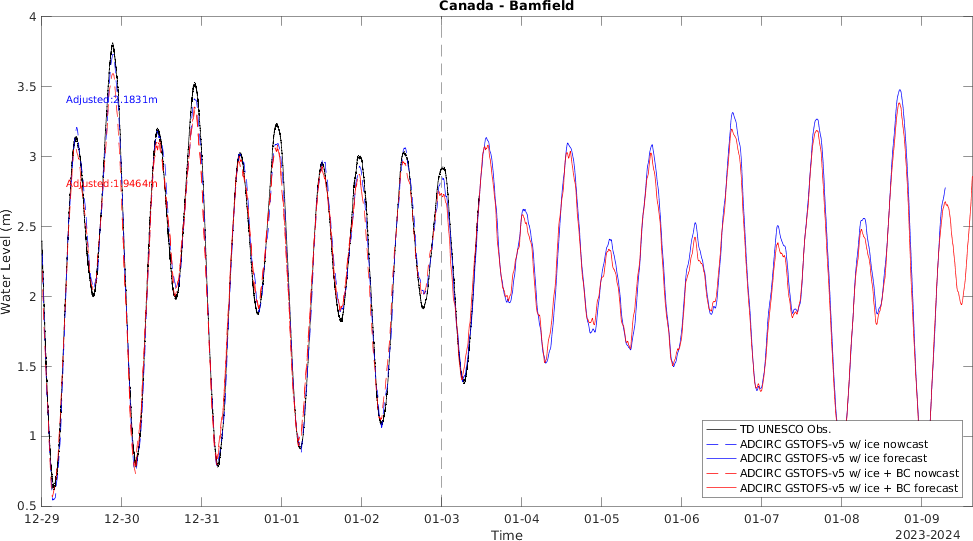 Canada - Bamfield
4
3.5
3
2.5
2
1.5
1
0.5
Water Level (m)
Adjusted:2.1831m
Adjusted:1.9464m
TD UNESCO Obs.
ADCIRC GSTOFS-v5 w/ ice nowcast
ADCIRC GSTOFS-v5 w/ ice forecast
ADCIRC GSTOFS-v5 w/ ice + BC nowcast
ADCIRC GSTOFS-v5 w/ ice + BC forecast
12-29 12-30 12-31 01-01 01-02 01-03 01-04 01-05 01-06 01-07 01-08 01-09
Time
2023-2024